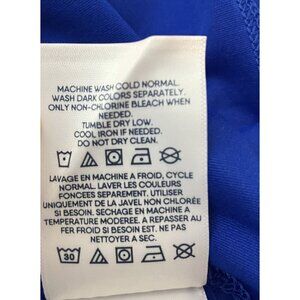 MACHINE WASH COLD NORMAL.
WASH DARK COLORS SEPARATELY.
ONLY NON-CHLORINE BLEACH WHEN
NEEDED.
TUMBLE DRY LOW.
COOL IRON IF NEEDED.
DO NOT DRY CLEAN.
LAVAGE EN MACHINE A FROID, CYCLE
NORMAL. LAVER LES COULEURS
FONCEES SEPAREMENT. UTILISER
UNIQUEMENT DE LA JAVEL NON CHLORÉE
SI BESOIN. SECHAGE EN MACHINE A
TEMPERATURE MODEREE. A REPASSER AU
FER FROID SI BESOIN. NE PAS
NETTOYER A SEC.
30